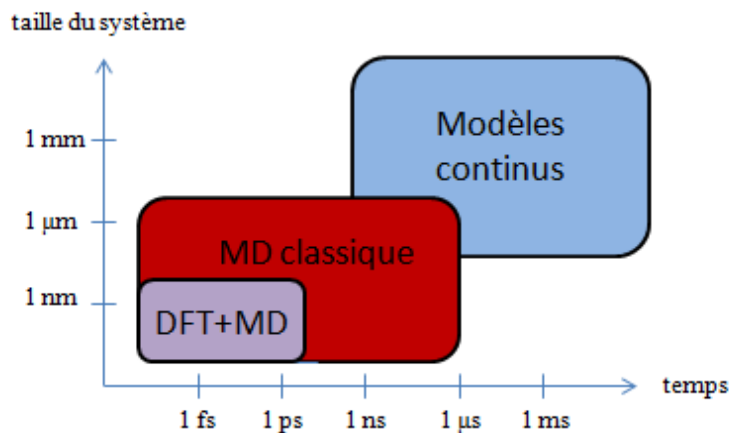 taille du système
1 mm
1 µm
1 nm
Modèles
continus
MD classique
DFT+MD
temps
1 fs
1 ps
1 ns
1 µs
1 ms